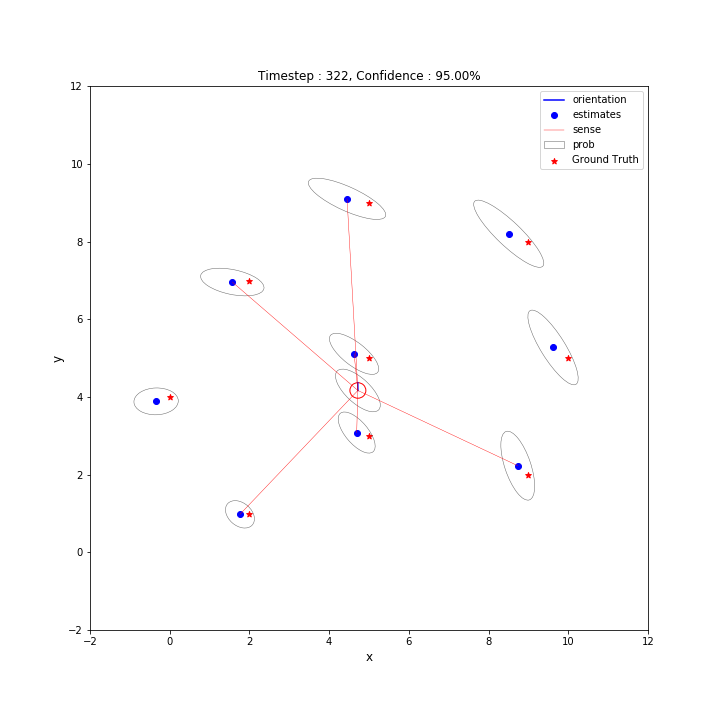 Timestep : 322, Confidence : 95.00%
12
10
8
6
4
2
0
−2
y
−2 0 2 4 6 8 10 12
x
orientation
estimates
sense
prob
Ground Truth